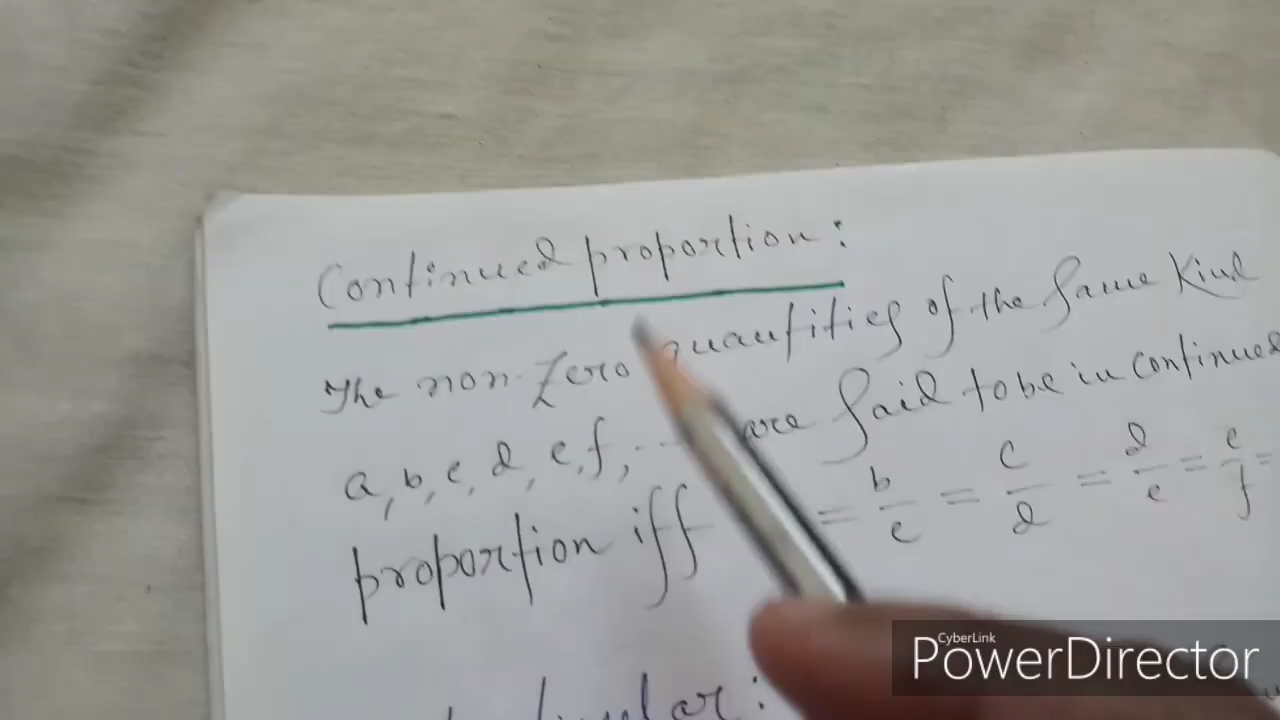 Continued proportion:
The non-zero quantities of the same kind
a, b, c, d, e, f, ... are said to be in continued
proportion iff = b/c = c/d = d/e = e/f =
CyberLink
PowerDirector